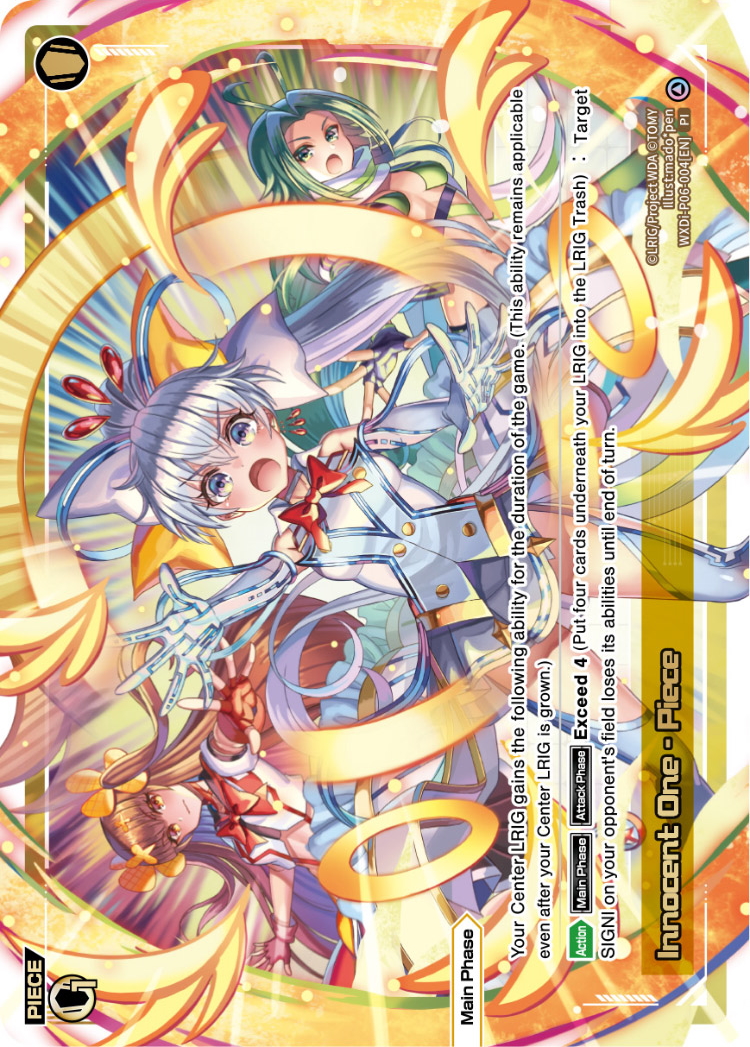 PIECE
1
Main Phase
Your Center LRIG gains the following ability for the duration of the game. (This ability remains applicable
even after your Center LRIG is grown.)
Action Main Phase Attack Phase Exceed 4 (Put four cards underneath your LRIG into the LRIG Trash) : Target
SIGNI on your opponent's field loses its abilities until end of turn.
Innocent One・Piece
©LRIG/Project WDA ©TOMY
Illust:mado*pen
WXDi-P06-004[EN] PI